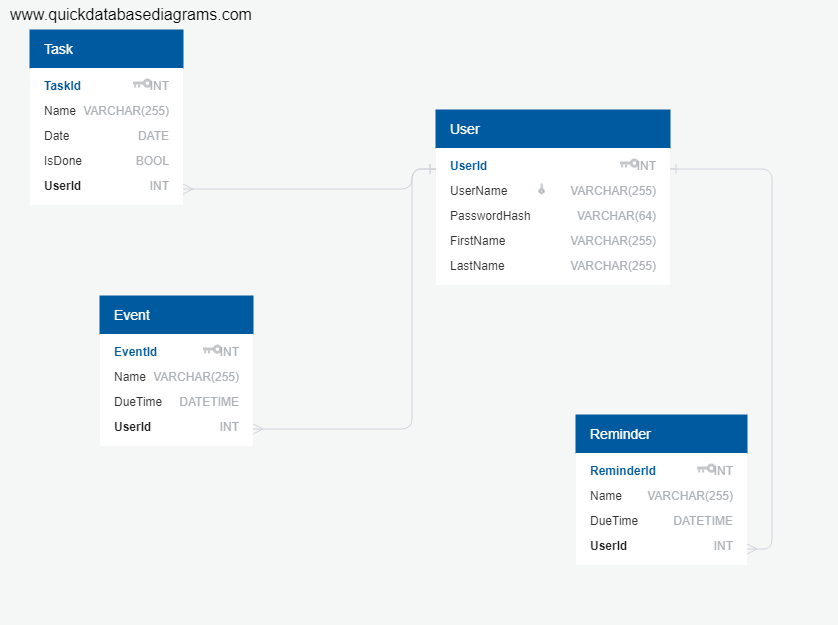 www.quickdatabasediagrams.com
Task
TaskId INT
Name VARCHAR(255)
Date DATE
IsDone BOOL
UserId INT
User
UserId INT
UserName VARCHAR(255)
PasswordHash VARCHAR(64)
FirstName VARCHAR(255)
LastName VARCHAR(255)
Event
EventId INT
Name VARCHAR(255)
DueTime DATETIME
UserId INT
Reminder
ReminderId INT
Name VARCHAR(255)
DueTime DATETIME
UserId INT